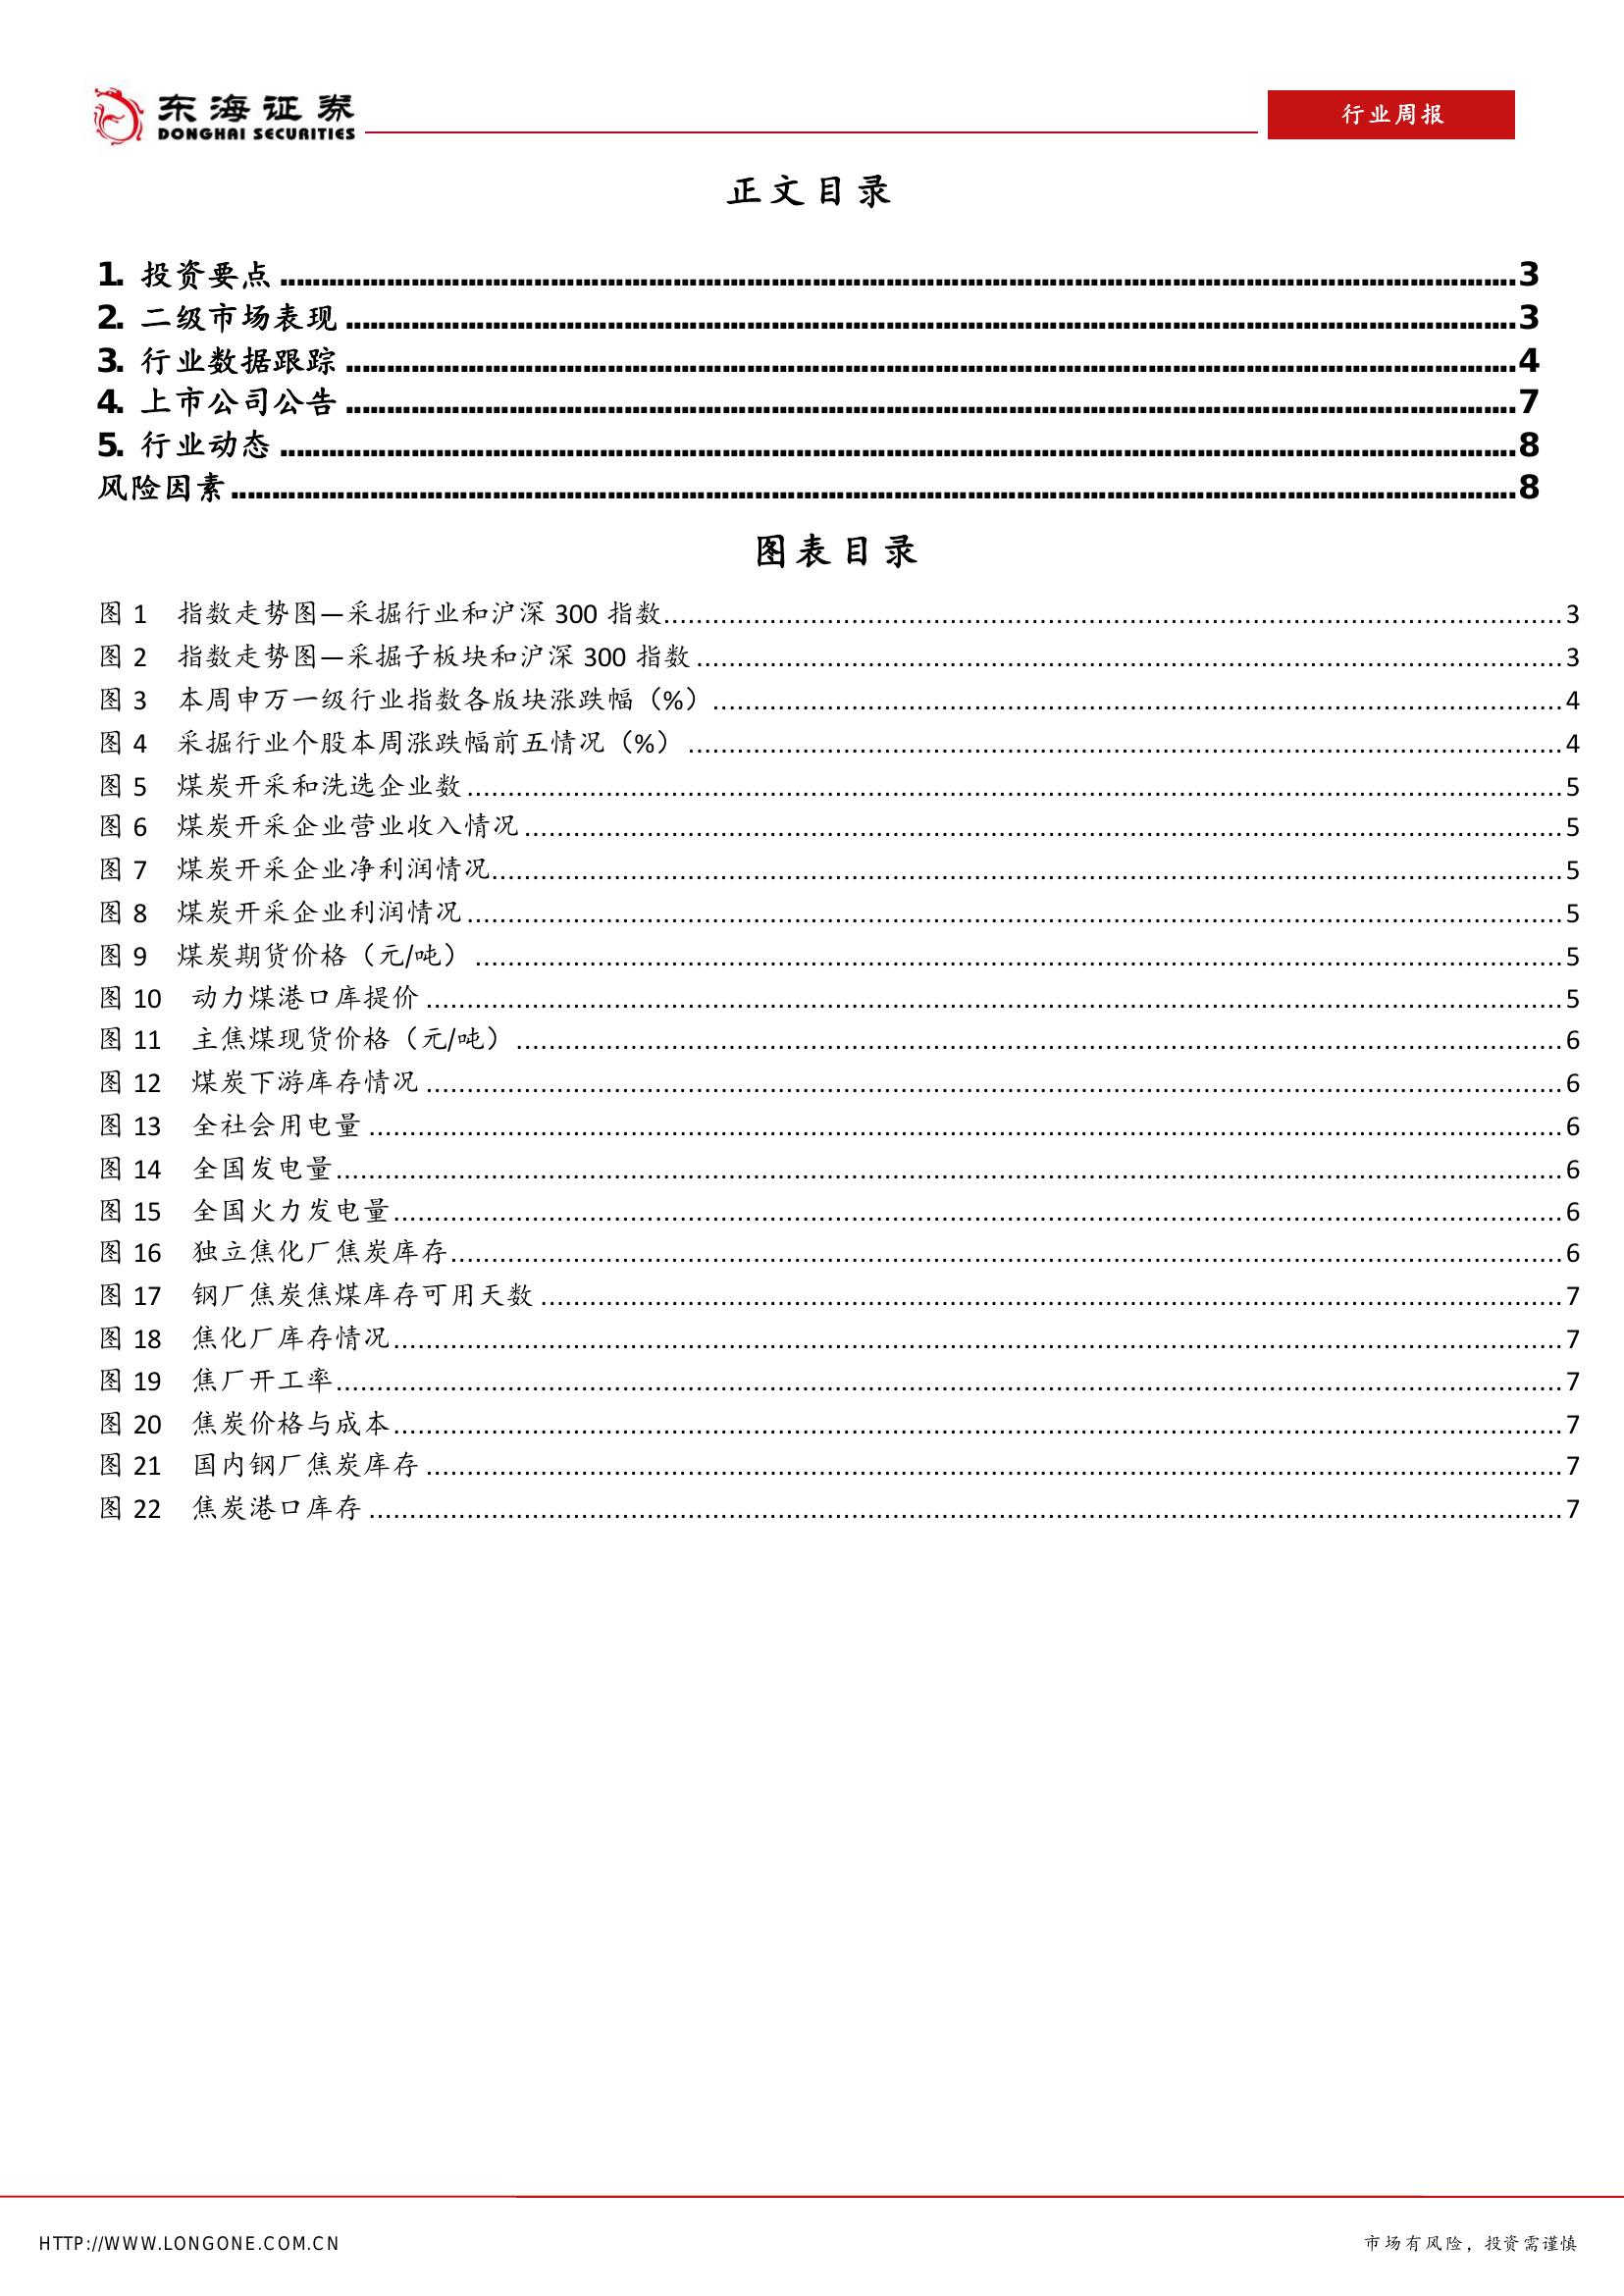 东海证券
DONGHAI SECURITIES
行业周报
正文目录
1. 投资要点........................................3
2. 二级市场表现........................................3
3. 行业数据跟踪........................................4
4. 上市公司公告........................................7
5. 行业动态........................................8
风险因素........................................8
图表目录
图 1 指数走势图—采掘行业和沪深 300 指数........................................3
图 2 指数走势图—采掘子板块和沪深 300 指数........................................3
图 3 本周申万一级行业指数各版块涨跌幅（%）........................................4
图 4 采掘行业个股本周涨跌幅前五情况（%）........................................4
图 5 煤炭开采和洗选企业数........................................5
图 6 煤炭开采企业营业收入情况........................................5
图 7 煤炭开采企业净利润情况........................................5
图 8 煤炭开采企业利润情况........................................5
图 9 煤炭期货价格（元/吨）........................................5
图 10 动力煤港口库提价........................................5
图 11 主焦煤现货价格（元/吨）........................................6
图 12 煤炭下游库存情况........................................6
图 13 全社会用电量........................................6
图 14 全国发电量........................................6
图 15 全国火力发电量........................................6
图 16 独立焦化厂焦炭库存........................................6
图 17 钢厂焦炭焦煤库存可用天数........................................7
图 18 焦化厂库存情况........................................7
图 19 焦厂开工率........................................7
图 20 焦炭价格与成本........................................7
图 21 国内钢厂焦炭库存........................................7
图 22 焦炭港口库存........................................7
HTTP://WWW.LONGONE.COM.CN
市场有风险，投资需谨慎